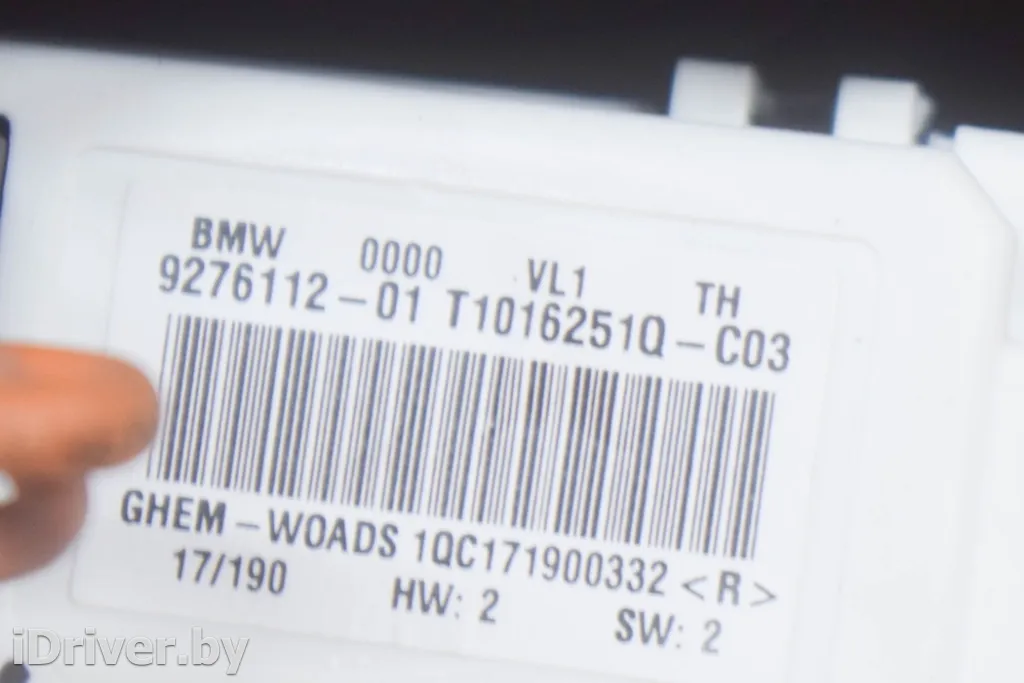 BMW 0000 VL1 TH
9276112-01 T1016251Q-C03
GHEM-WOADS 1QC171900332 <R>
17/190 HW: 2 SW: 2
iDriver.by